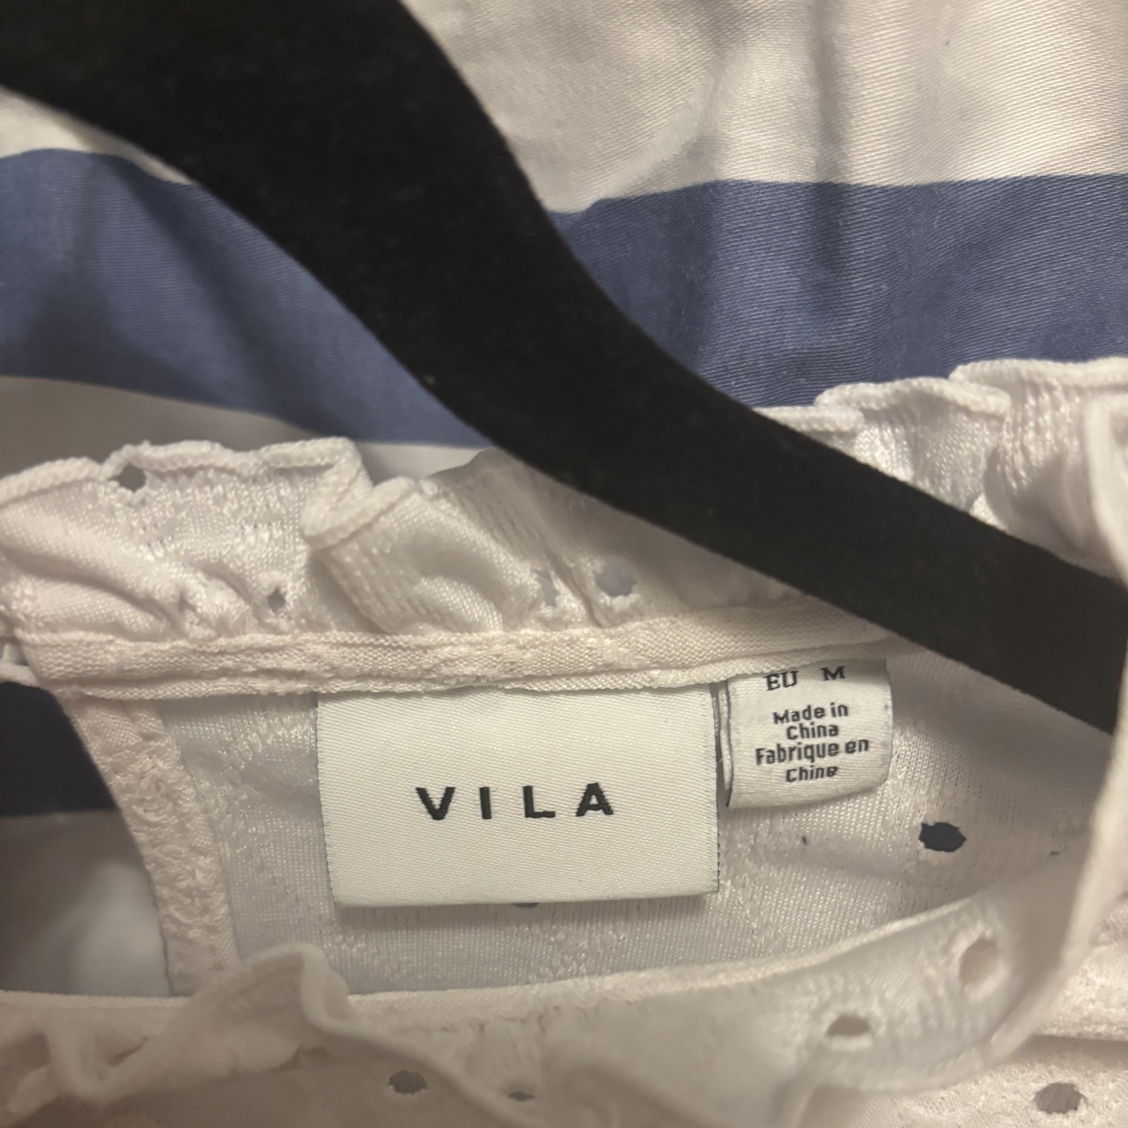 VILA
EU M
Made in
China
Fabrique en
Chine